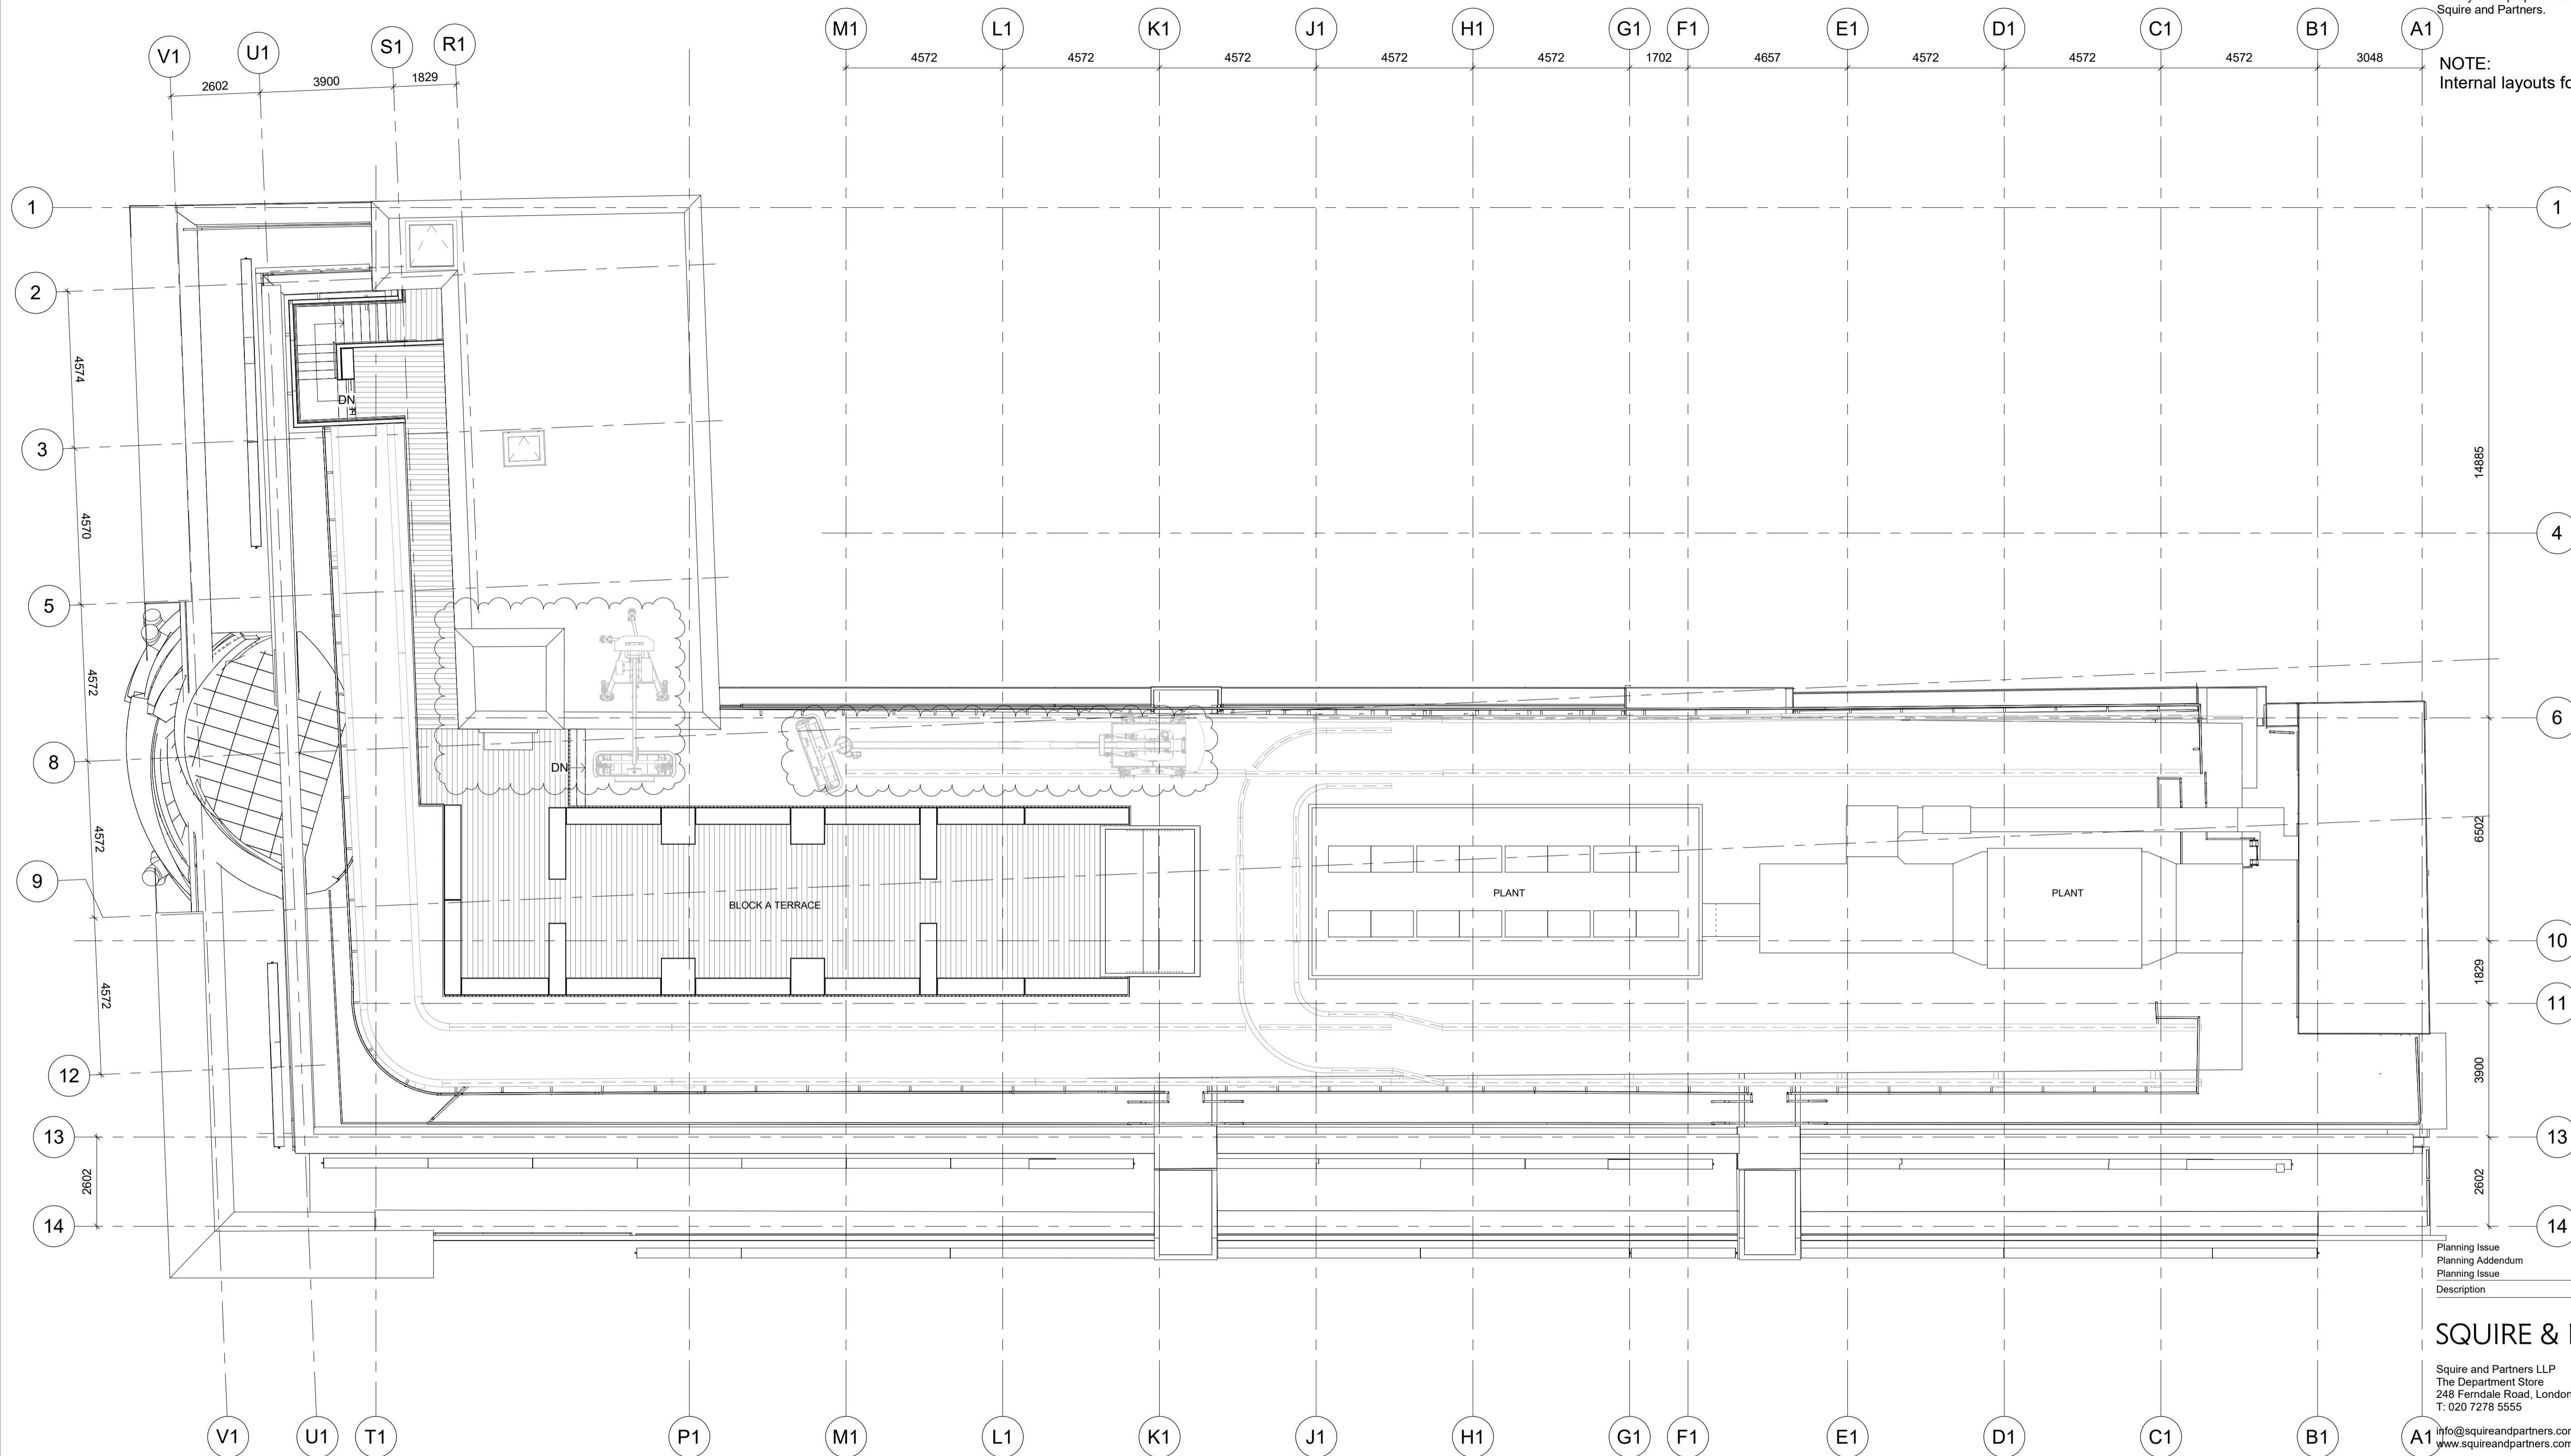 Squire and Partners.
M1 L1 K1 J1 H1 G1 F1 E1 D1 C1 B1 A1
V1 U1 S1 R1
4572 4572 4572 4572 4572 1702 4657 4572 4572 4572 3048
2602 3900 1829
NOTE:
Internal layouts fo
1 1
2
4574
3
14885
4570
4
5
4572
6
8
DN
DN
4572
6502
9
BLOCK A TERRACE
PLANT
PLANT
10
1829
4572
11
12
3900
13 13
2602 2602
14 14
Planning Issue
Planning Addendum
Planning Issue
Description
SQUIRE &
Squire and Partners LLP
The Department Store
248 Ferndale Road, London
T: 020 7278 5555
info@squireandpartners.com
www.squireandpartners.com
V1 U1 T1 P1 M1 L1 K1 J1 H1 G1 F1 E1 D1 C1 B1 A1